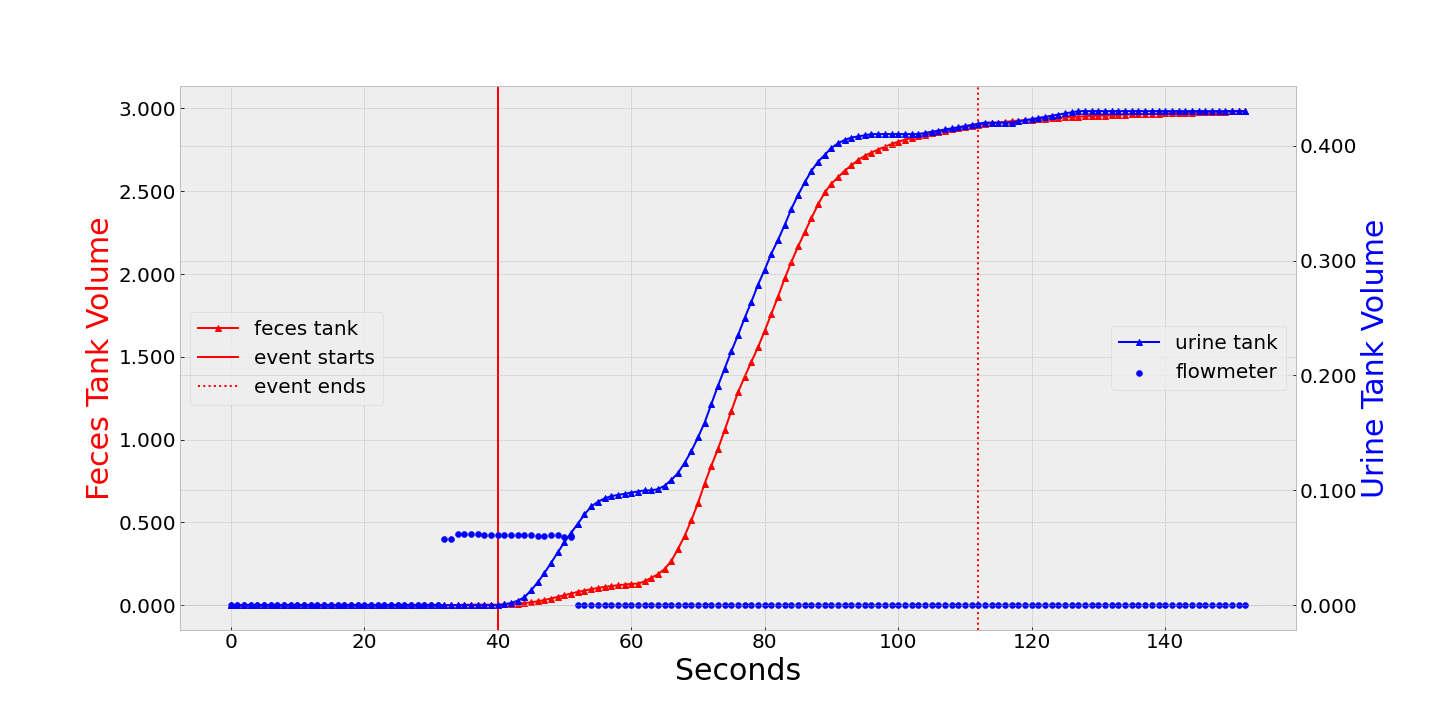 3.000
2.500
2.000
1.500
1.000
0.500
0.000
Feces Tank Volume
feces tank
event starts
event ends
urine tank
flowmeter
0.400
0.300
0.200
0.100
0.000
Urine Tank Volume
0 20 40 60 80 100 120 140
Seconds